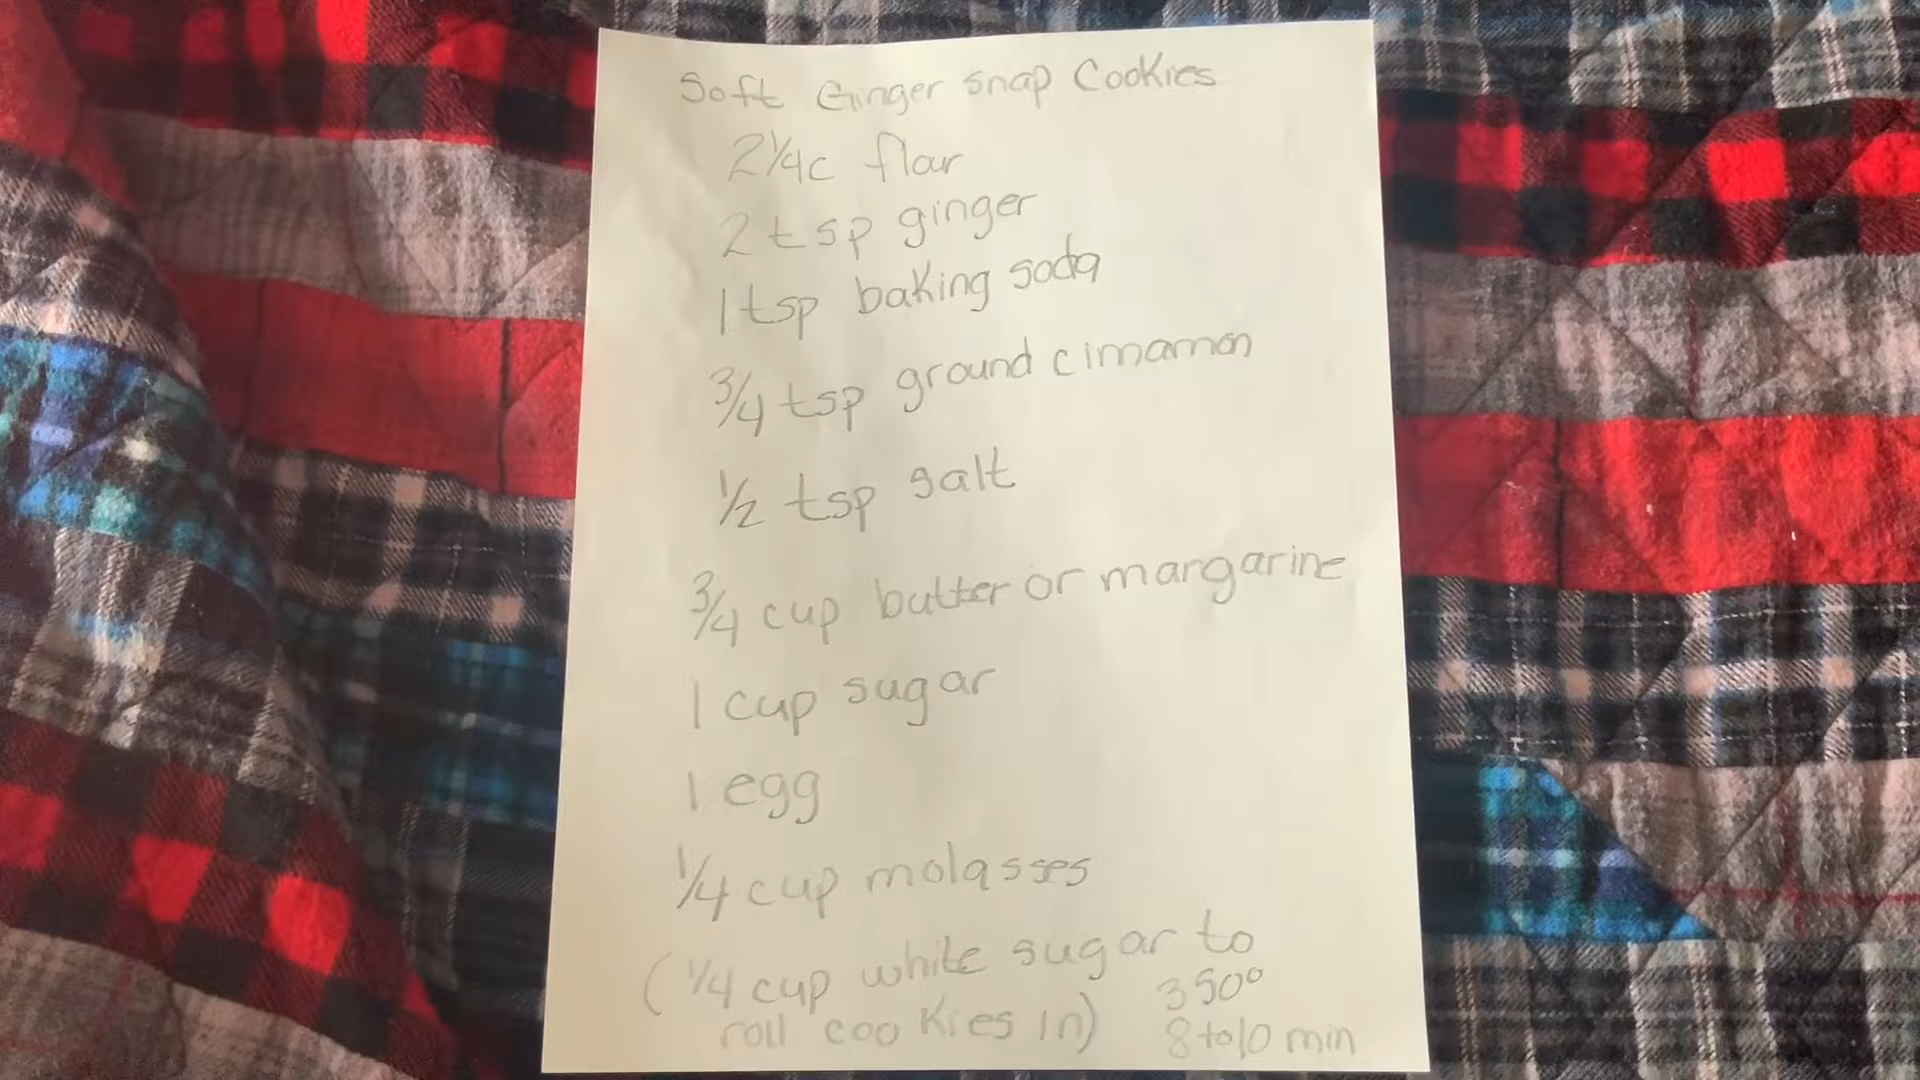 Soft Ginger Snap Cookies
2 1/4 c flour
2 tsp ginger
1 tsp baking soda
3/4 tsp ground cimamon
1/2 tsp salt
3/4 cup butter or margarine
1 cup sugar
1 egg
1/4 cup molasses
(1/4 cup white sugar to
roll cookies in)
350°
8 to 10 min